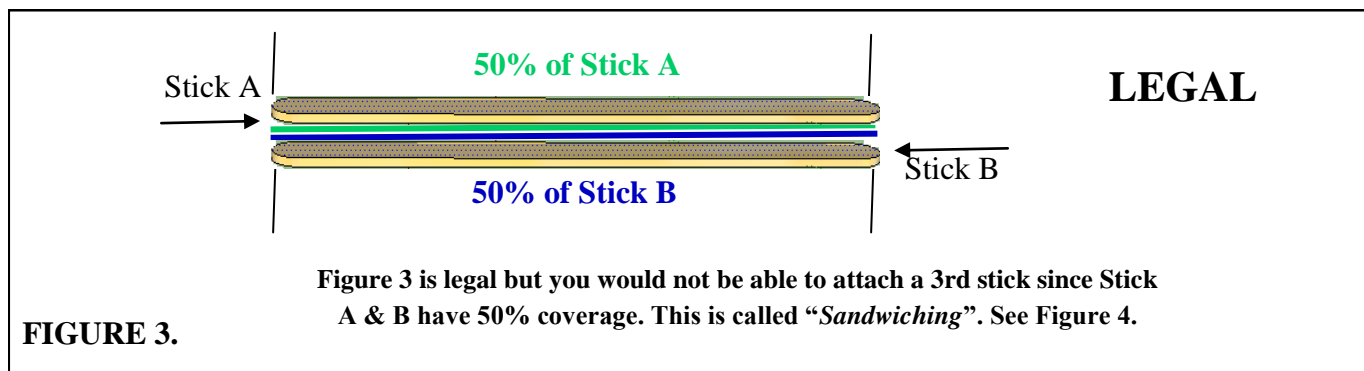 50% of Stick A
Stick A
LEGAL
Stick B
50% of Stick B
Figure 3 is legal but you would not be able to attach a 3rd stick since Stick
A & B have 50% coverage. This is called “Sandwiching”. See Figure 4.
FIGURE 3.